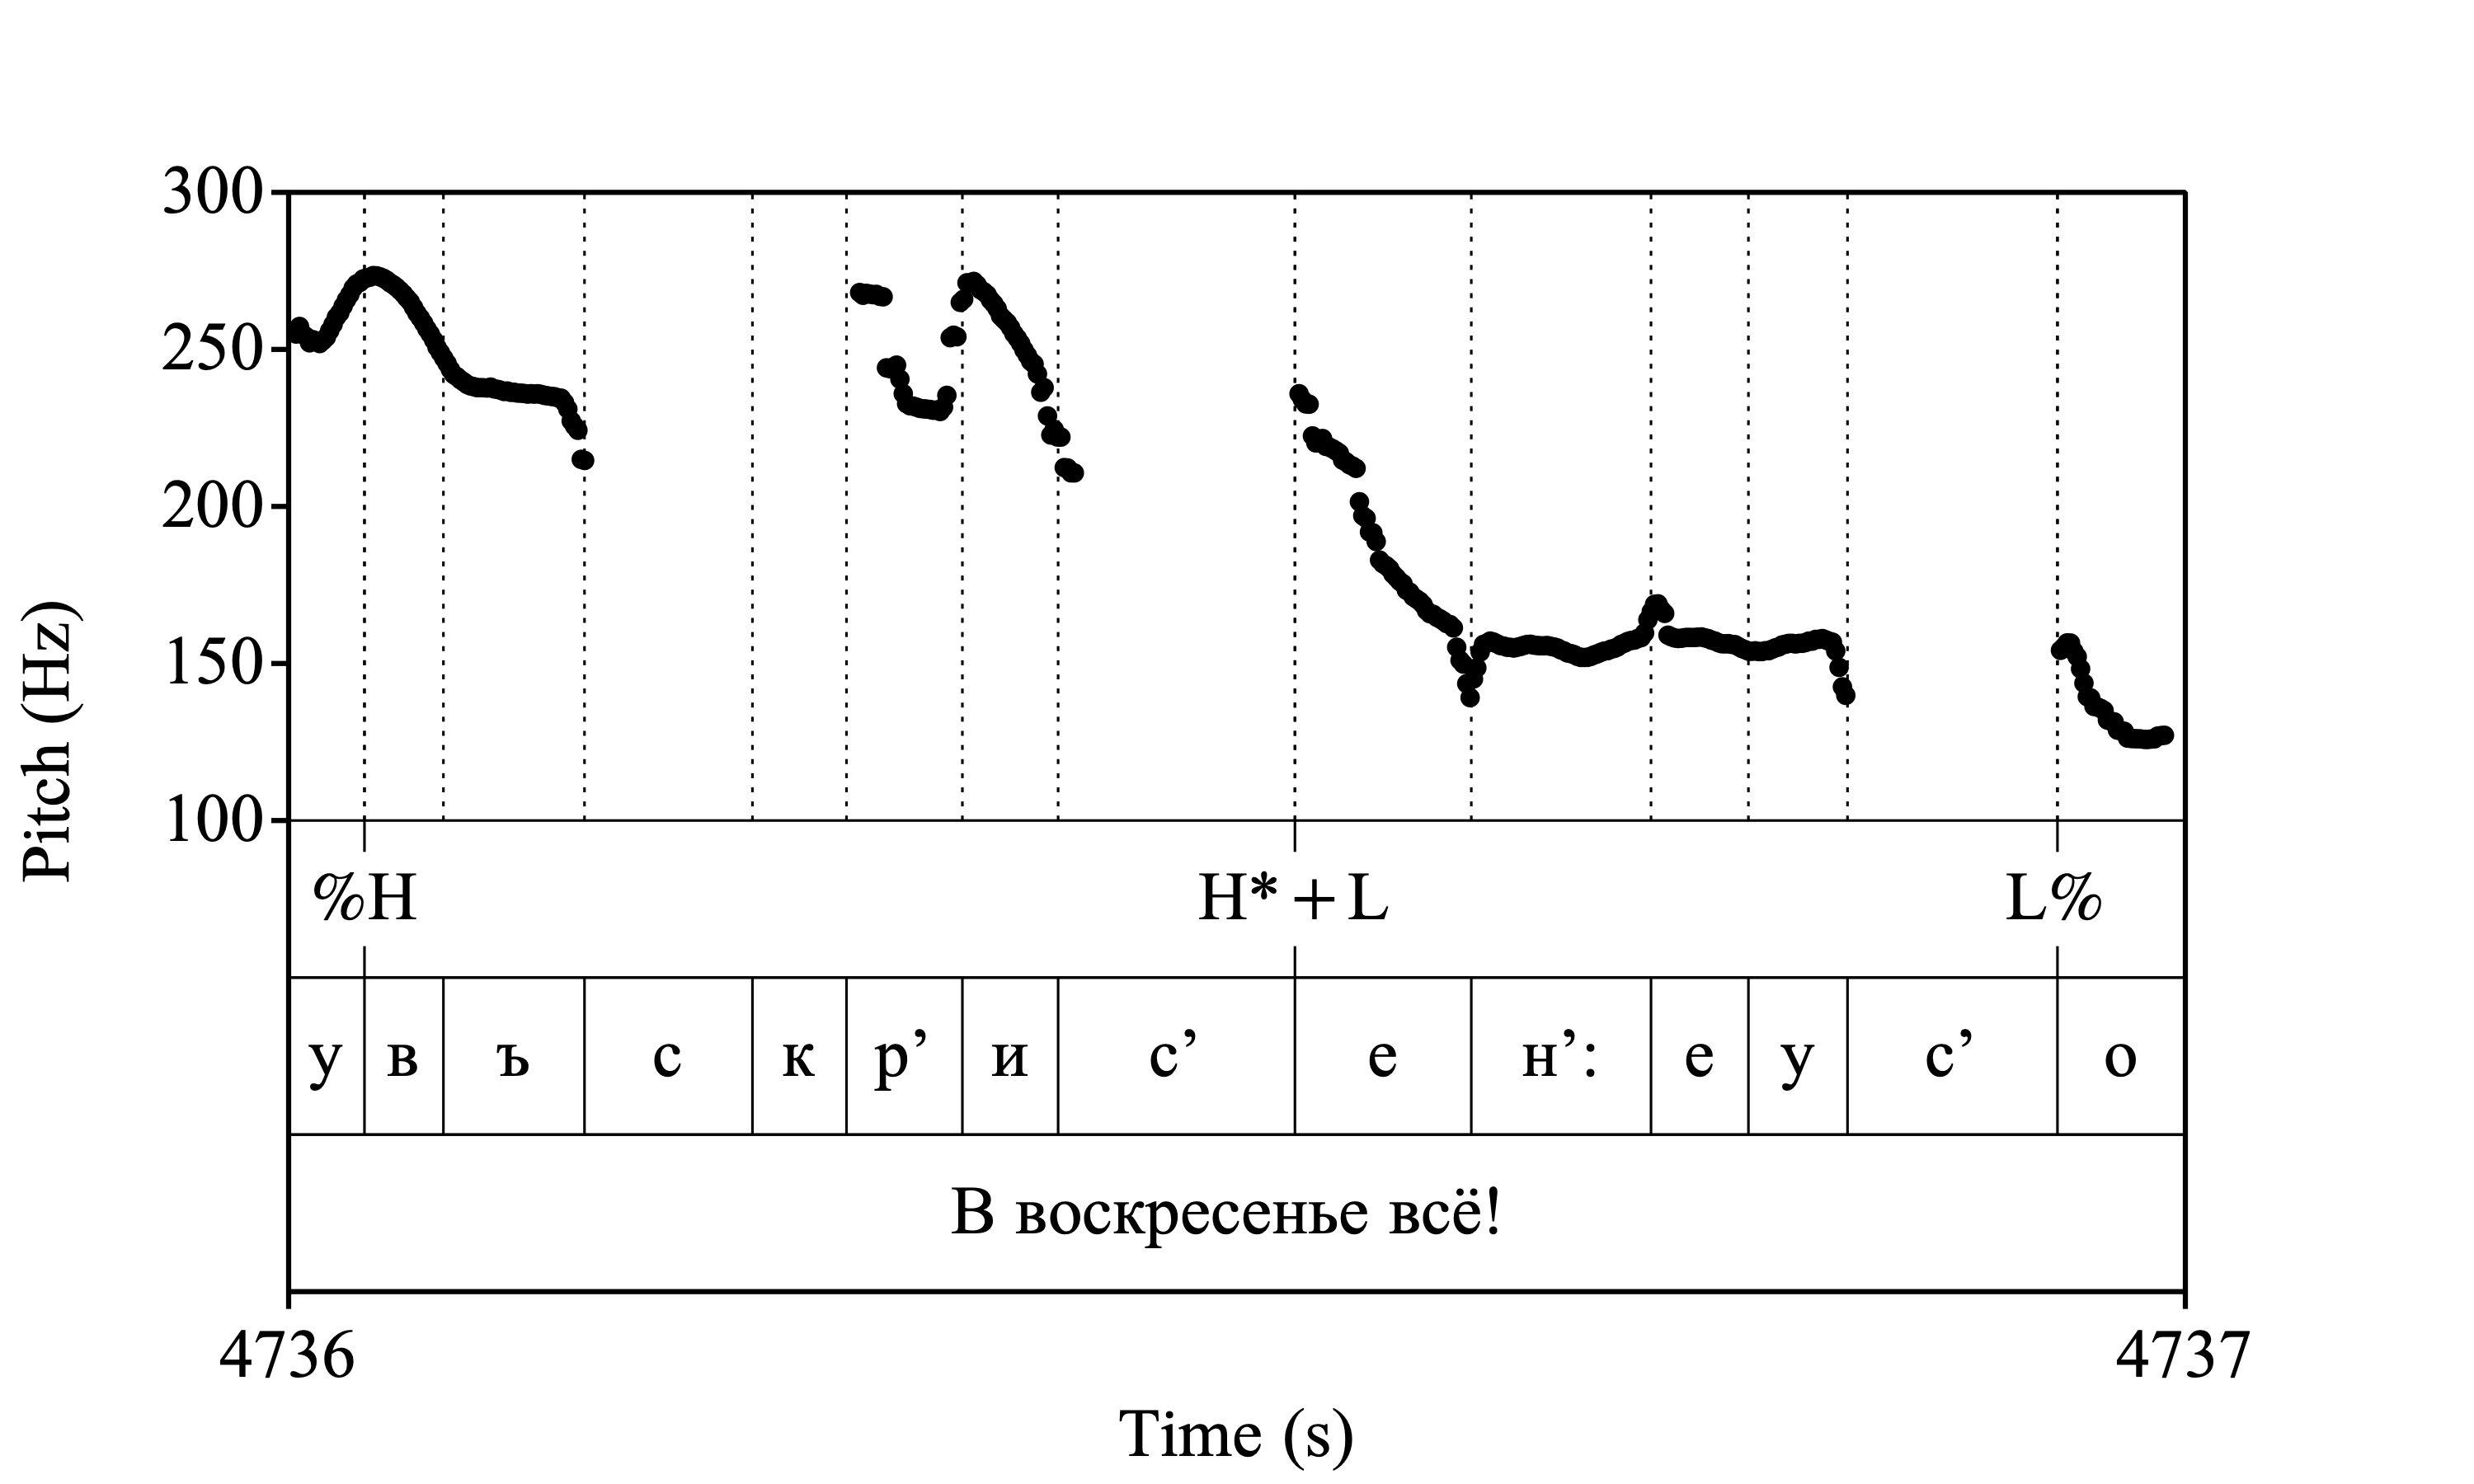 300
250
200
150
100
Pitch (Hz)
%H H*+L L%
у в ъ с к р’ и с’ е н’: е у с’ о
В воскресенье всё!
4736 4737
Time (s)